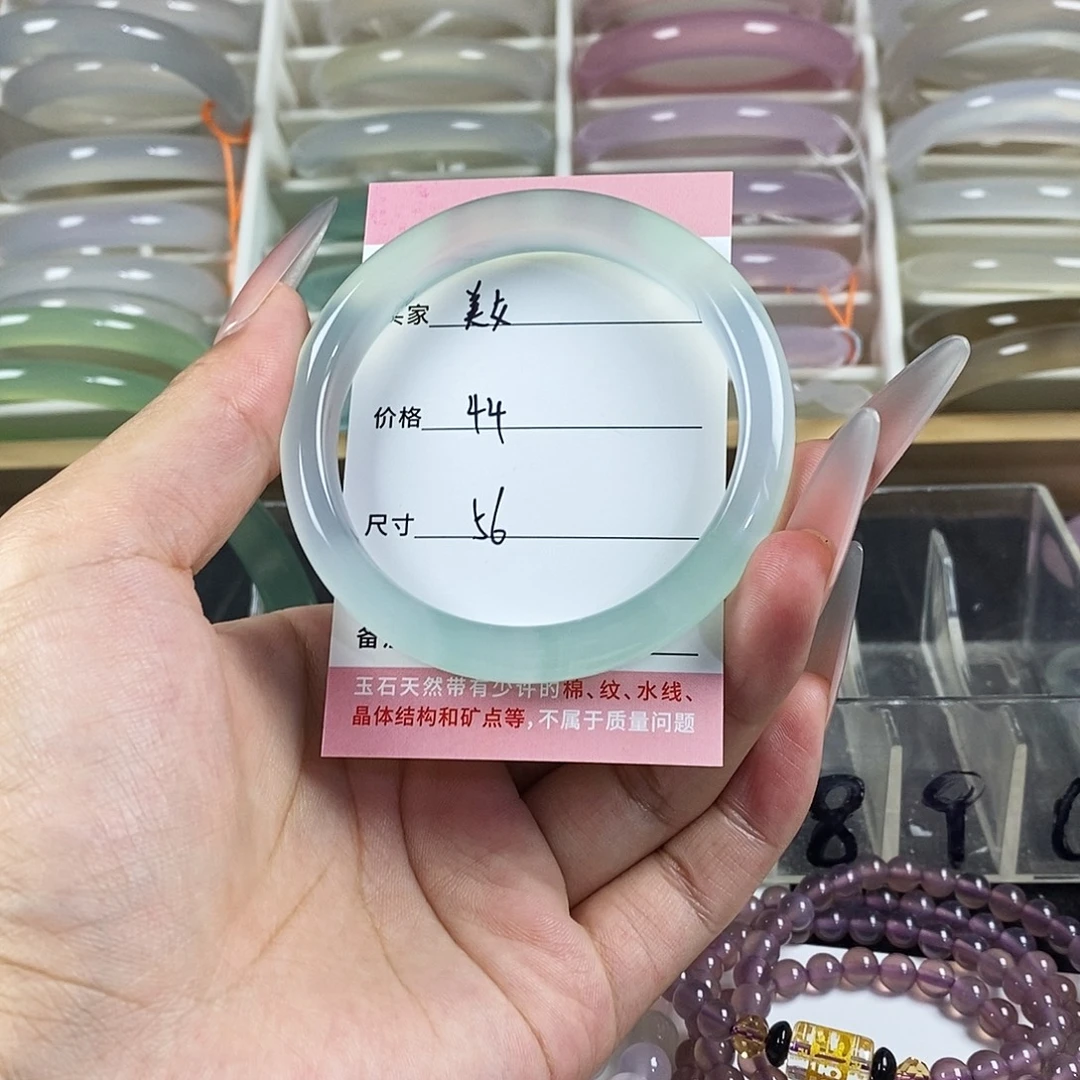 家 美女
价格 44
尺寸 56
备
玉石天然带有少许的棉、纹、水线、
晶体结构和矿点等,不属于质量问题
8 9